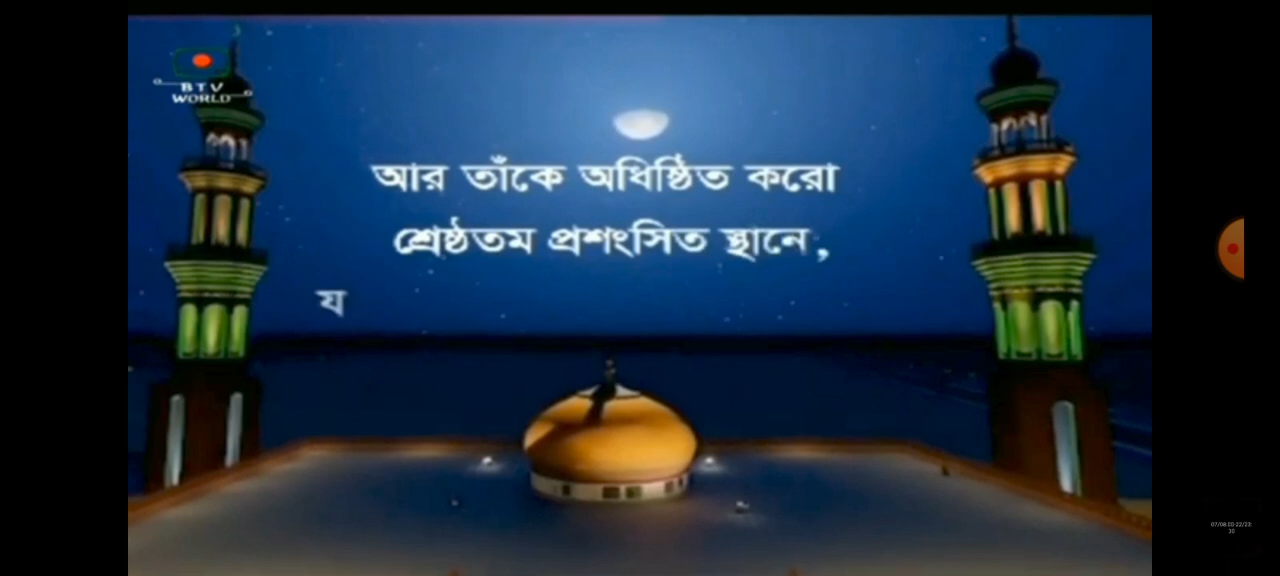 BTV
WORLD
আর তাঁকে অধিষ্ঠিত করো
শ্রেষ্ঠতম প্রশংসিত স্থানে,
য